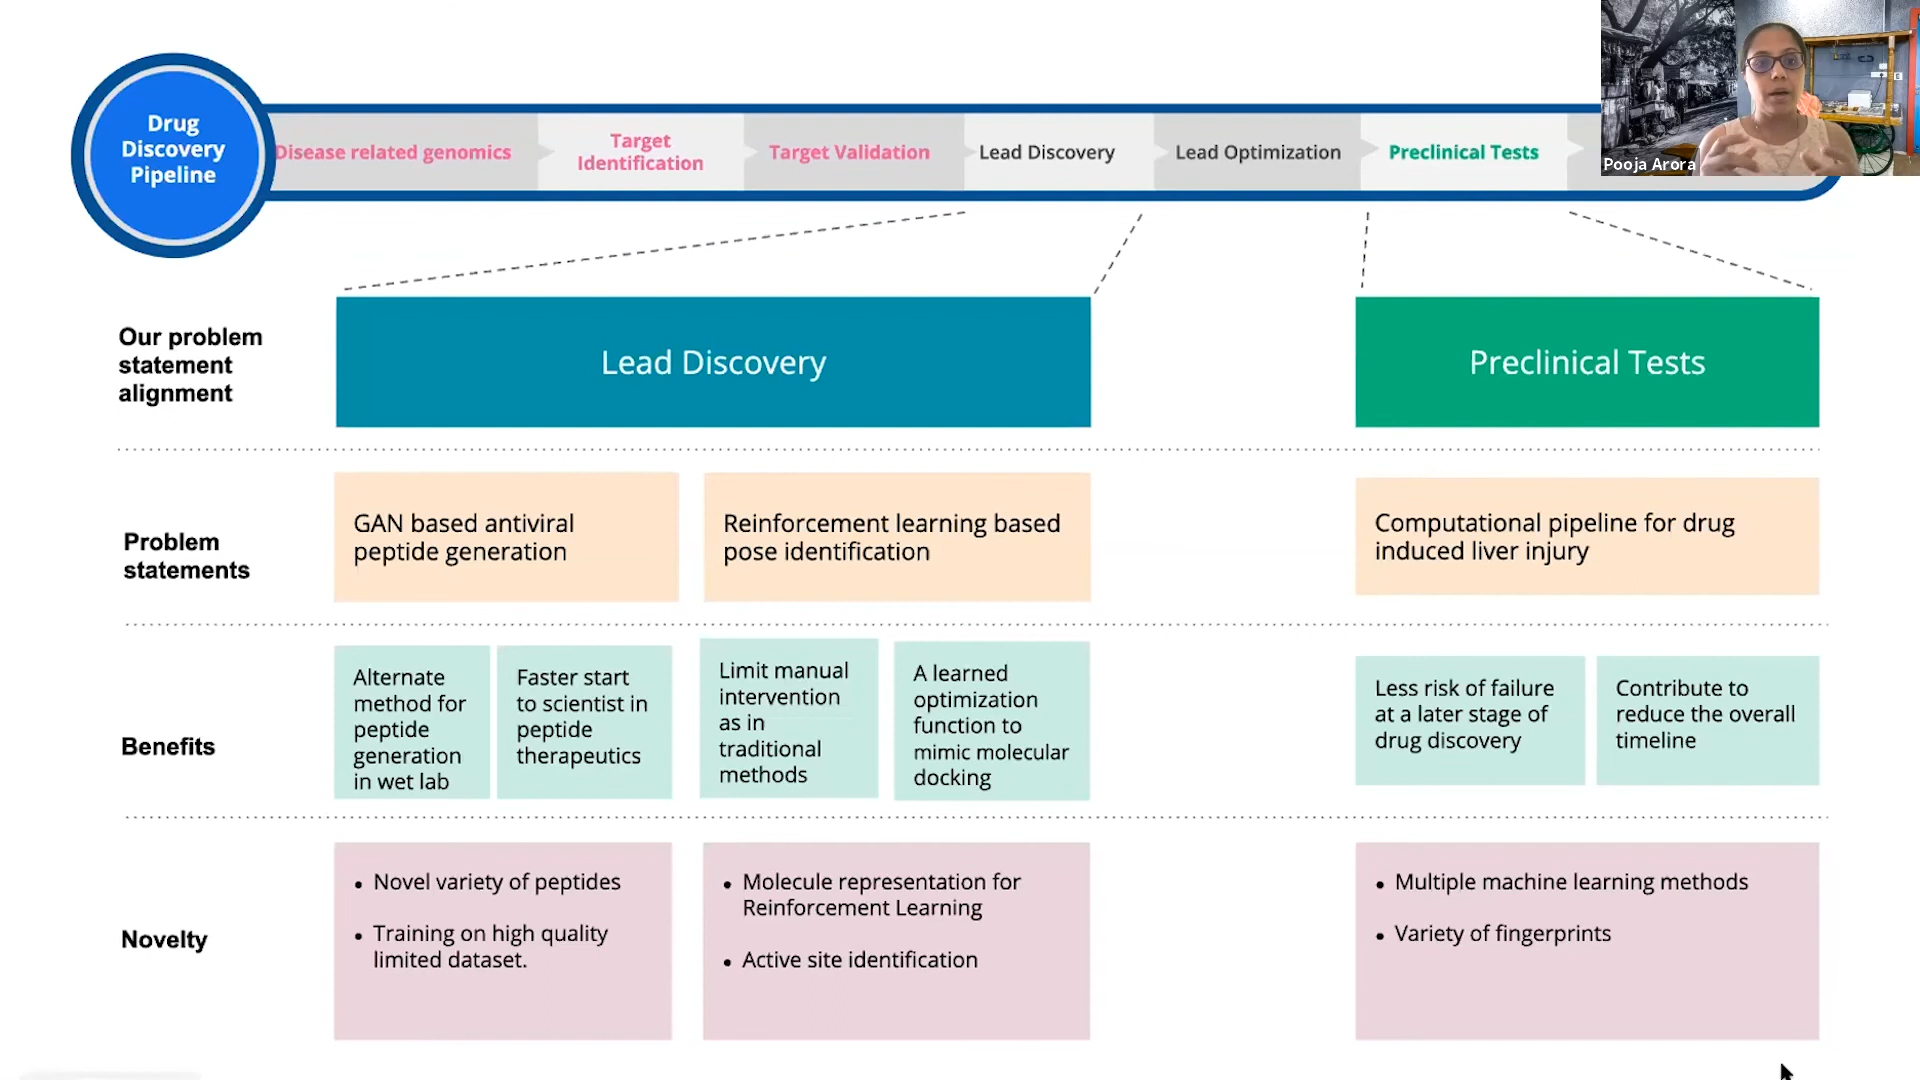 Drug
Discovery
Pipeline
Disease related genomics
Target
Identification
Target Validation
Lead Discovery
Lead Optimization
Preclinical Tests
Pooja Arora
Our problem
statement
alignment
Lead Discovery
Preclinical Tests
Problem
statements
GAN based antiviral
peptide generation
Reinforcement learning based
pose identification
Computational pipeline for drug
induced liver injury
Benefits
Alternate
method for
peptide
generation
in wet lab
Faster start
to scientist in
peptide
therapeutics
Limit manual
intervention
as in
traditional
methods
A learned
optimization
function to
mimic molecular
docking
Less risk of failure
at a later stage of
drug discovery
Contribute to
reduce the overall
timeline
Novelty
• Novel variety of peptides
• Training on high quality
limited dataset.
• Molecule representation for
Reinforcement Learning
• Active site identification
• Multiple machine learning methods
• Variety of fingerprints